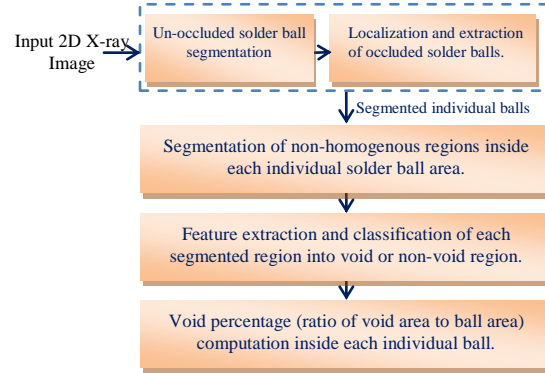 Input 2D X-ray
Image
Un-occluded solder ball
segmentation
Localization and extraction
of occluded solder balls.
Segmented individual balls
Segmentation of non-homogenous regions inside
each individual solder ball area.
Feature extraction and classification of each
segmented region into void or non-void region.
Void percentage (ratio of void area to ball area)
computation inside each individual ball.